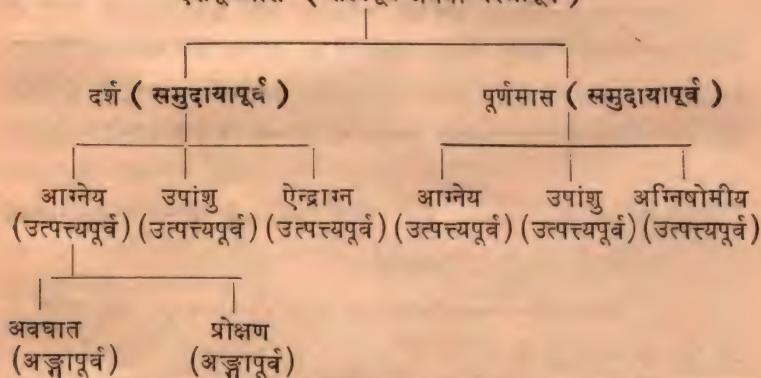 दर्श ( समुदायापूर्व ) पूर्णमास ( समुदायापूर्व )
आग्नेय उपांशु ऐन्द्राग्न आग्नेय उपांशु अग्निषोमीय
(उत्पत्त्यपूर्व) (उत्पत्त्यपूर्व) (उत्पत्त्यपूर्व) (उत्पत्त्यपूर्व) (उत्पत्त्यपूर्व) (उत्पत्त्यपूर्व)
अवघात प्रोक्षण
(अङ्गापूर्व) (अङ्गापूर्व)